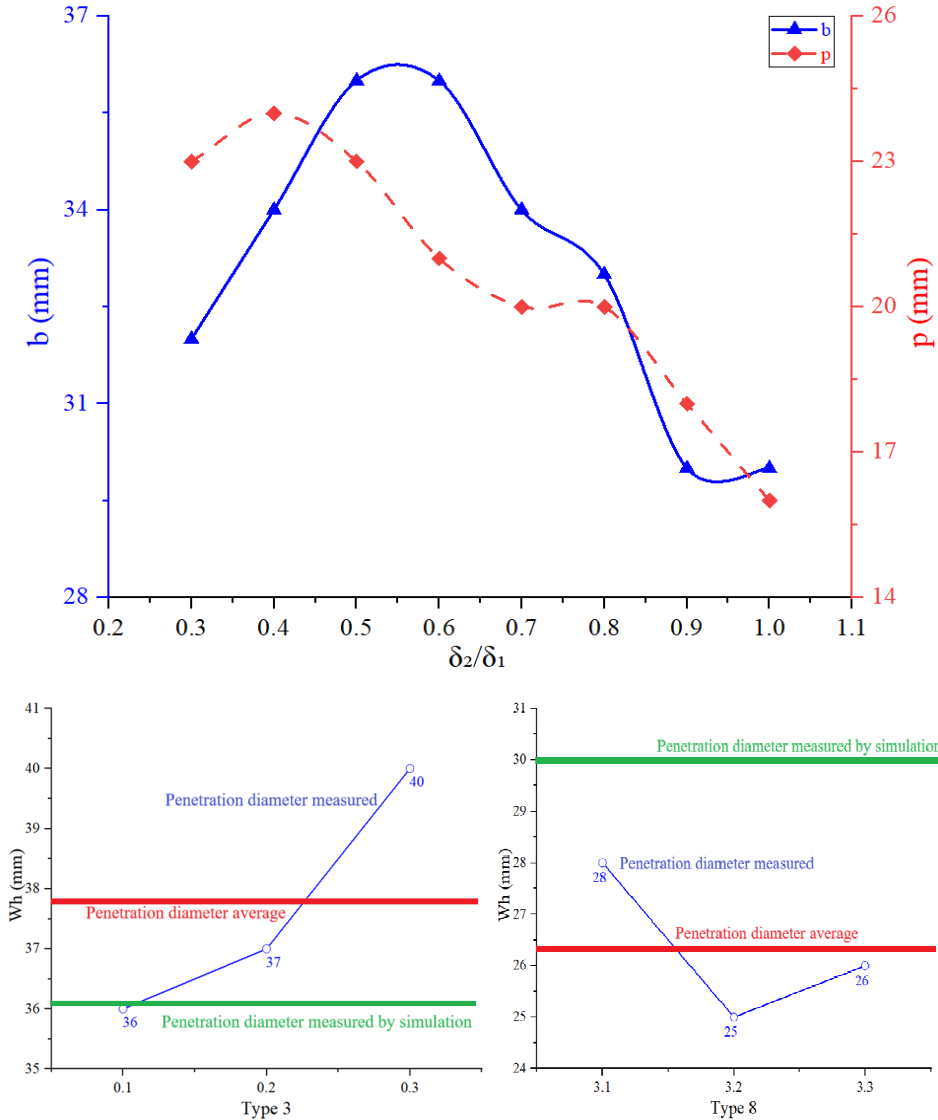 37
34
31
28
b (mm)
b
p
26
23
20
17
14
p (mm)
0.2 0.3 0.4 0.5 0.6 0.7 0.8 0.9 1.0 1.1
δ₂/δ₁
41
40
39
38
37
36
35
Wh (mm)
Penetration diameter measured
40
Penetration diameter average
37
36
Penetration diameter measured by simulation
0.1 0.2 0.3
Type 3
31
30
29
28
27
26
25
24
Wh (mm)
Penetration diameter measured by simulation
Penetration diameter measured
28
Penetration diameter average
26
25
3.1 3.2 3.3
Type 8